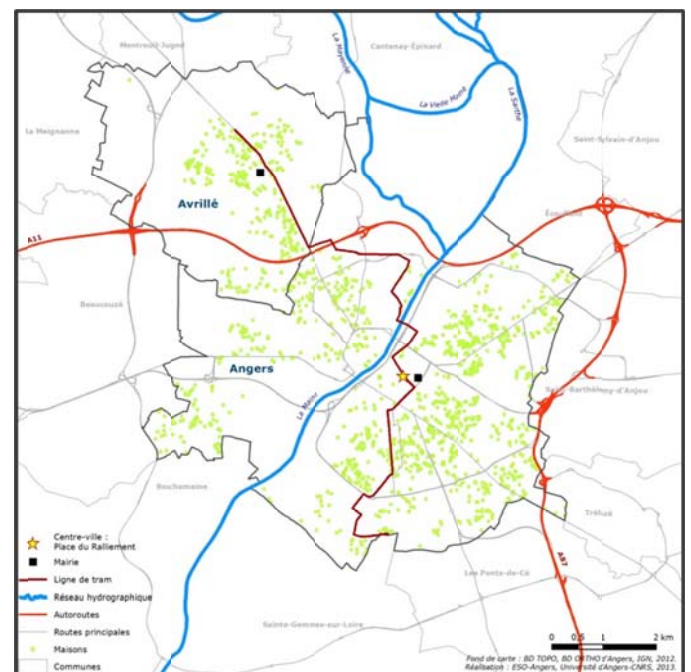 Montreuil-Juigné
Cantenay-Épinard
La Mayenne
La Vieille Maine
La Sarthe
la Meignanne
Saint-Sylvain-d'Anjou
Avrillé
Écouflant
A11
Beaucouzé
Angers
Saint-Barthélemy-d'Anjou
La Maine
Bouchemaine
Trélazé
A87
Les Ponts-de-Cé
Sainte-Gemmes-sur-Loire
Centre-ville :
Place du Ralliement
Mairie
Ligne de tram
Réseau hydrographique
Autoroutes
Routes principales
Maisons
Communes
0 0,5 1 2 km
Fond de carte : BD TOPO, BD ORTHO d'Angers, IGN, 2012.
Réalisation : ESO-Angers, Université d'Angers-CNRS, 2013.